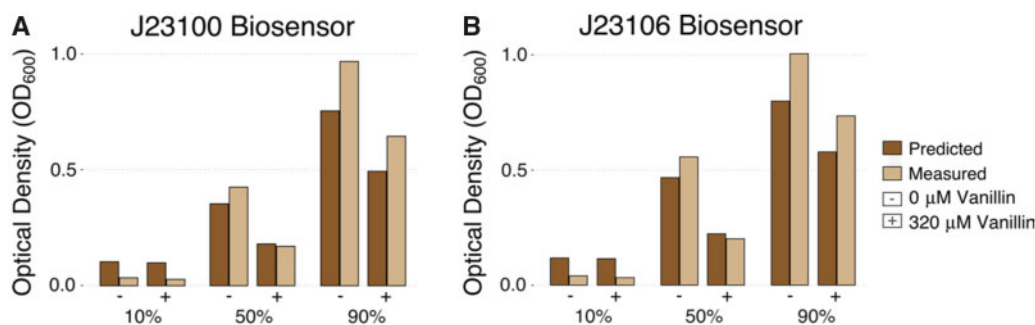 A
J23100 Biosensor
Optical Density (OD600)
1.0
0.5
0.0
- + - + - +
10% 50% 90%
B
J23106 Biosensor
Optical Density (OD600)
1.0
0.5
0.0
- + - + - +
10% 50% 90%
Predicted
Measured
- 0 μM Vanillin
+ 320 μM Vanillin